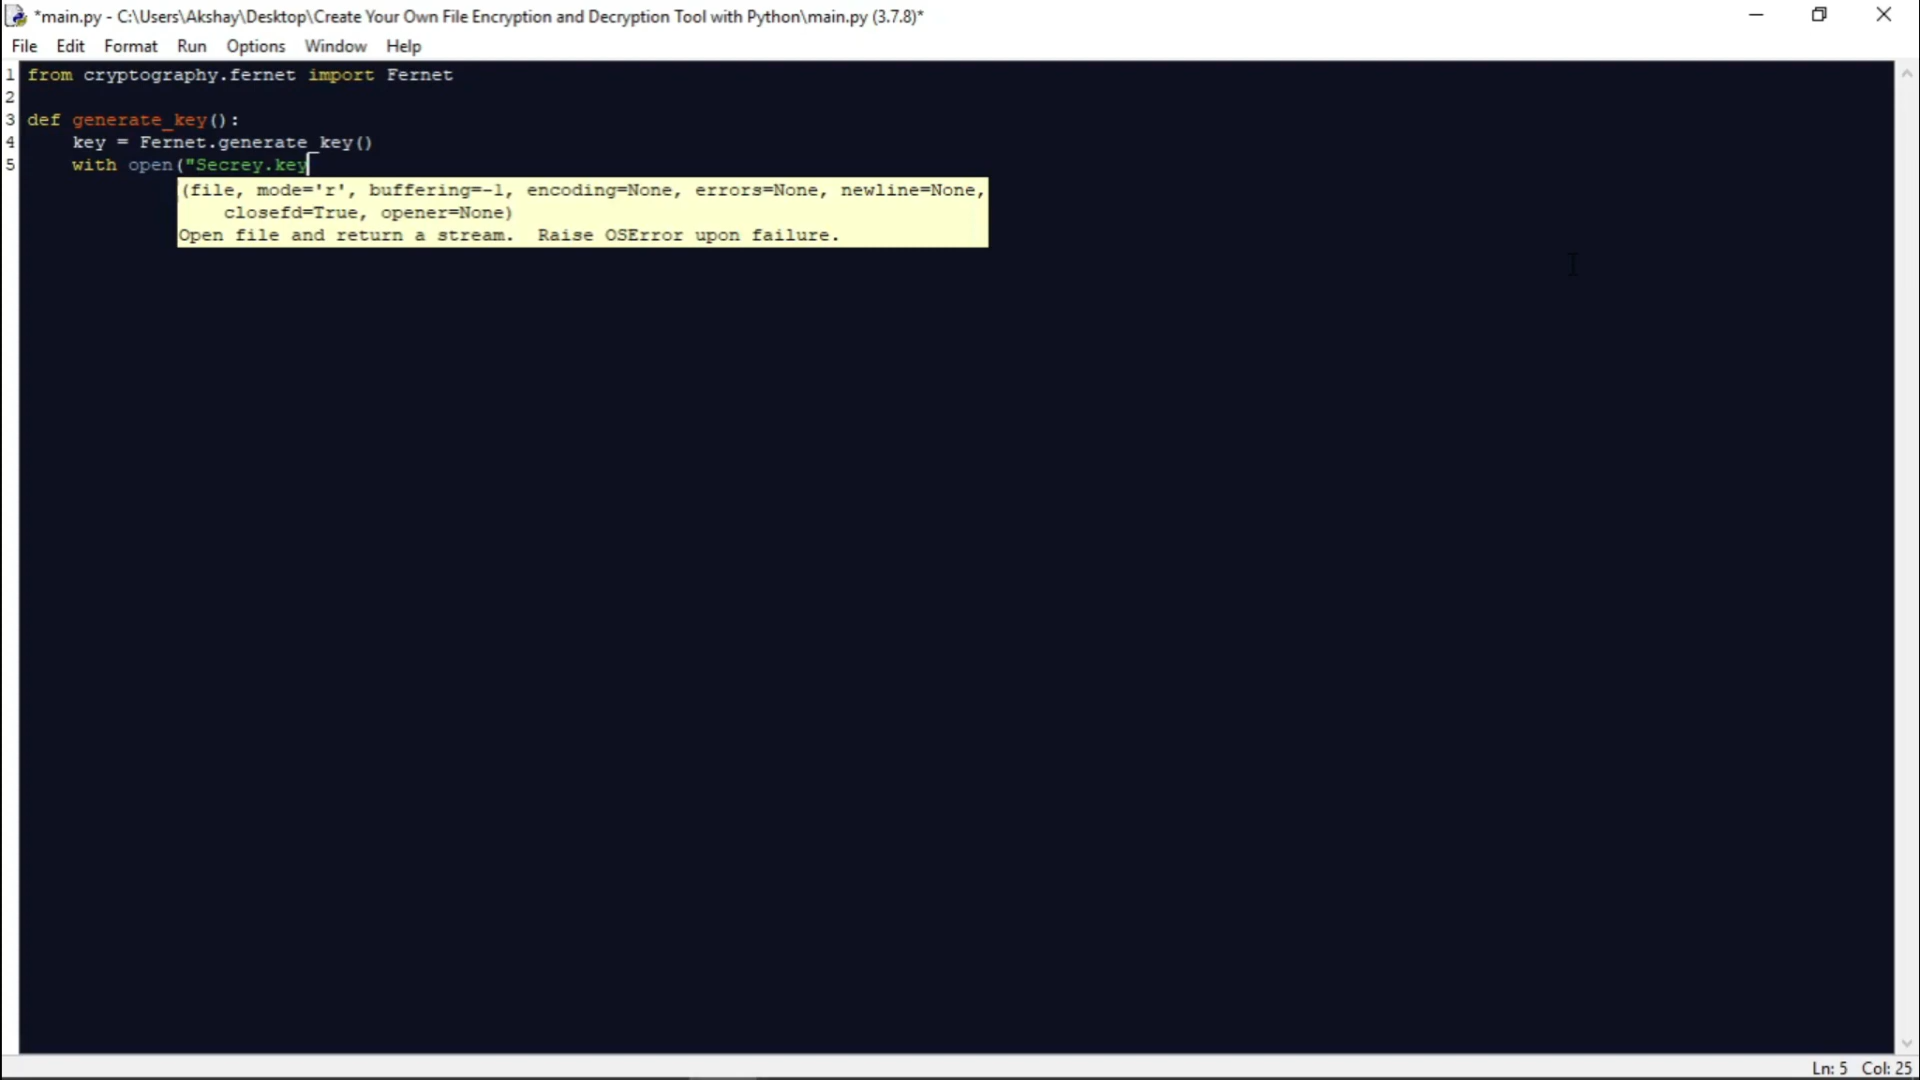 *main.py - C:\Users\Akshay\Desktop\Create Your Own File Encryption and Decryption Tool with Python\main.py (3.7.8)*
File Edit Format Run Options Window Help
1 from cryptography.fernet import Fernet
2
3 def generate_key():
4     key = Fernet.generate_key()
5     with open("Secrey.key
(file, mode='r', buffering=-1, encoding=None, errors=None, newline=None,
closefd=True, opener=None)
Open file and return a stream.  Raise OSError upon failure.
Ln: 5 Col: 25